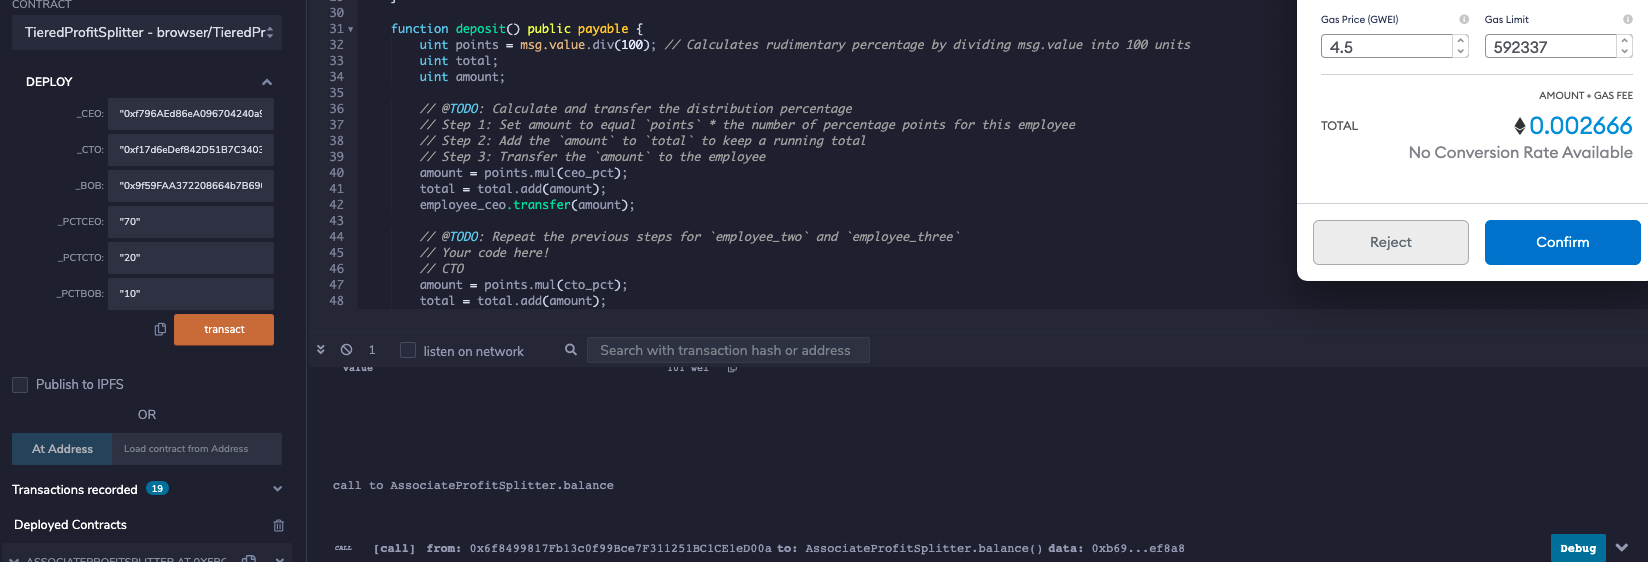 CONTRACT
TieredProfitSplitter - browser/TieredPr
DEPLOY
_CEO: "0xf796AEd86eA096704240a9
_CTO: "0xf17d6eDef842D51B7C3403
_BOB: "0x9f59FAA372208664b7B69
_PCTCEO: "70"
_PCTCTO: "20"
_PCTBOB: "10"
transact
Publish to IPFS
OR
At Address Load contract from Address
Transactions recorded 19
Deployed Contracts
30 }
31 function deposit() public payable {
32 uint points = msg.value.div(100); // Calculates rudimentary percentage by dividing msg.value into 100 units
33 uint total;
34 uint amount;
35
36 // @TODO: Calculate and transfer the distribution percentage
37 // Step 1: Set amount to equal `points` * the number of percentage points for this employee
38 // Step 2: Add the `amount` to `total` to keep a running total
39 // Step 3: Transfer the `amount` to the employee
40 amount = points.mul(ceo_pct);
41 total = total.add(amount);
42 employee_ceo.transfer(amount);
43
44 // @TODO: Repeat the previous steps for `employee_two` and `employee_three`
45 // Your code here!
46 // CTO
47 amount = points.mul(cto_pct);
48 total = total.add(amount);
1 listen on network Search with transaction hash or address
value 101 wei
call to AssociateProfitSplitter.balance
CALL [call] from: 0x6f8499817Fb13c0f99Bce7F311251BC1CE1eD00a to: AssociateProfitSplitter.balance() data: 0xb69...ef8a8
Debug
Gas Price (GWEI) Gas Limit
4.5 592337
AMOUNT + GAS FEE
TOTAL 0.002666
No Conversion Rate Available
Reject Confirm